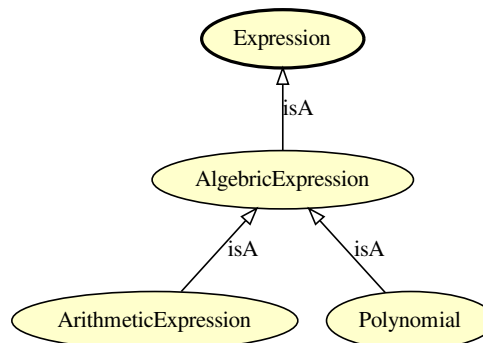 Expression
isA
AlgebricExpression
isA
isA
ArithmeticExpression
Polynomial